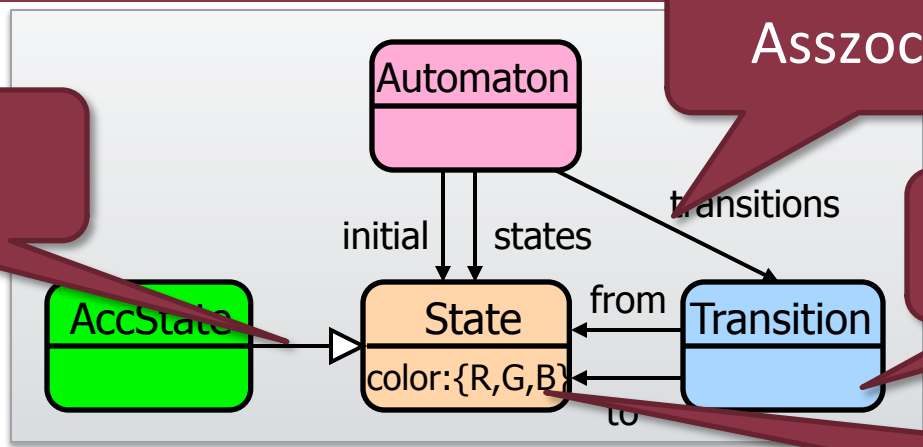 Asszoc
Automaton
transitions
initial
states
AccState
State
from
Transition
color:{R,G,B}
to